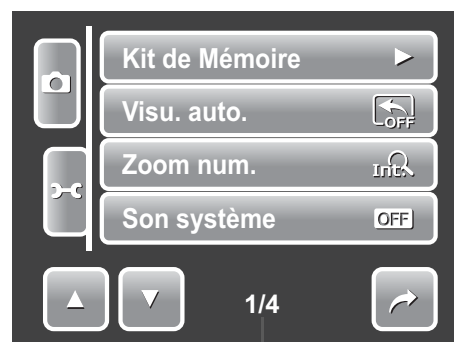 Kit de Mémoire
Visu. auto.
OFF
Zoom num.
Int.
Son système
OFF
1/4